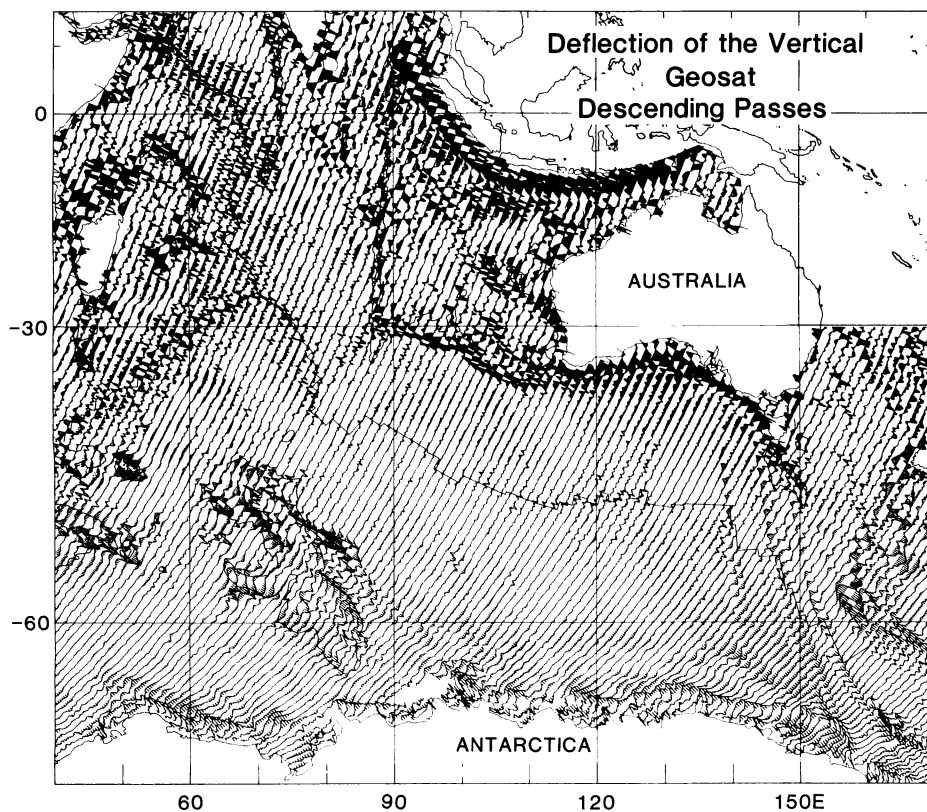 Deflection of the Vertical
Geosat
Descending Passes
0
AUSTRALIA
-30
-60
ANTARCTICA
60
90
120
150E